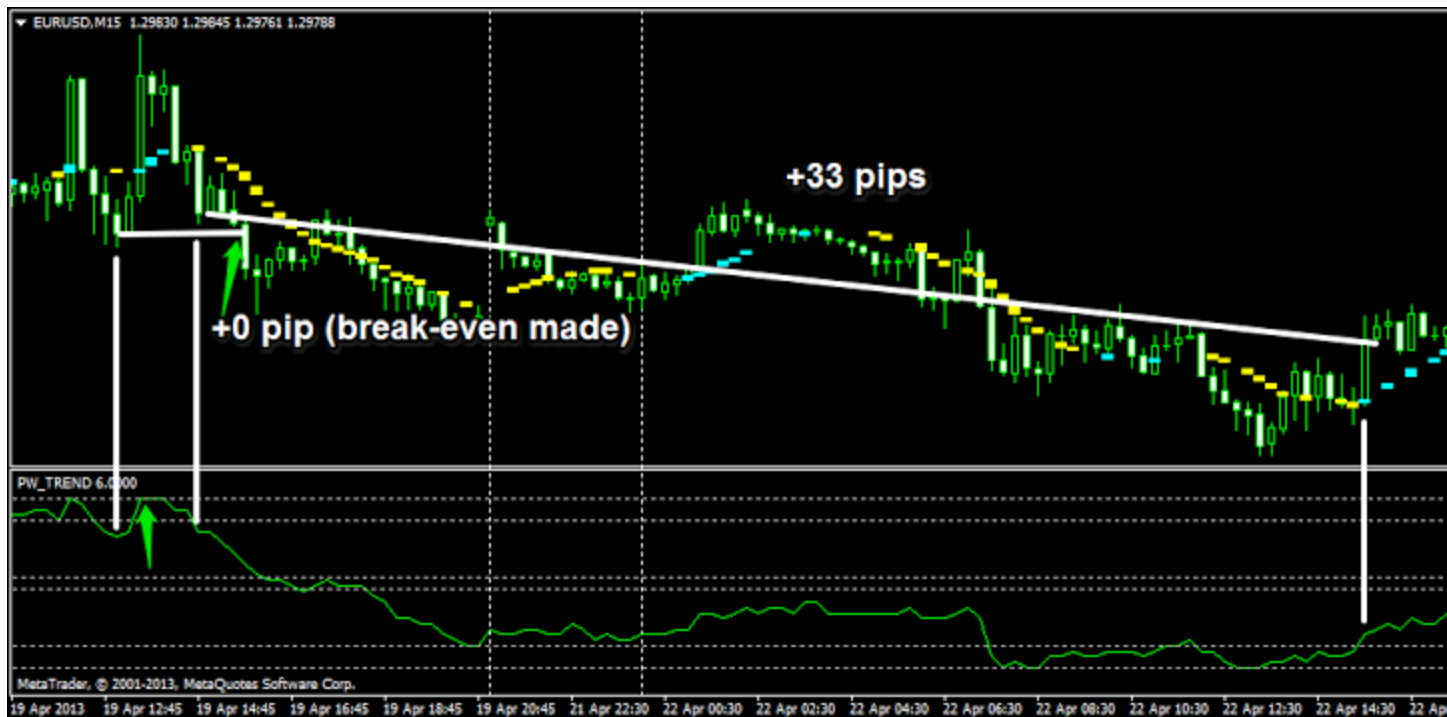 EURUSD,M15 1.29830 1.29845 1.29761 1.29788
+33 pips
+0 pip (break-even made)
PW_TREND 6.0000
MetaTrader, © 2001-2013, MetaQuotes Software Corp.
19 Apr 2013 19 Apr 12:45 19 Apr 14:45 19 Apr 16:45 19 Apr 18:45 19 Apr 20:45 21 Apr 22:30 22 Apr 00:30 22 Apr 02:30 22 Apr 04:30 22 Apr 06:30 22 Apr 08:30 22 Apr 10:30 22 Apr 12:30 22 Apr 14:30 22 Ap